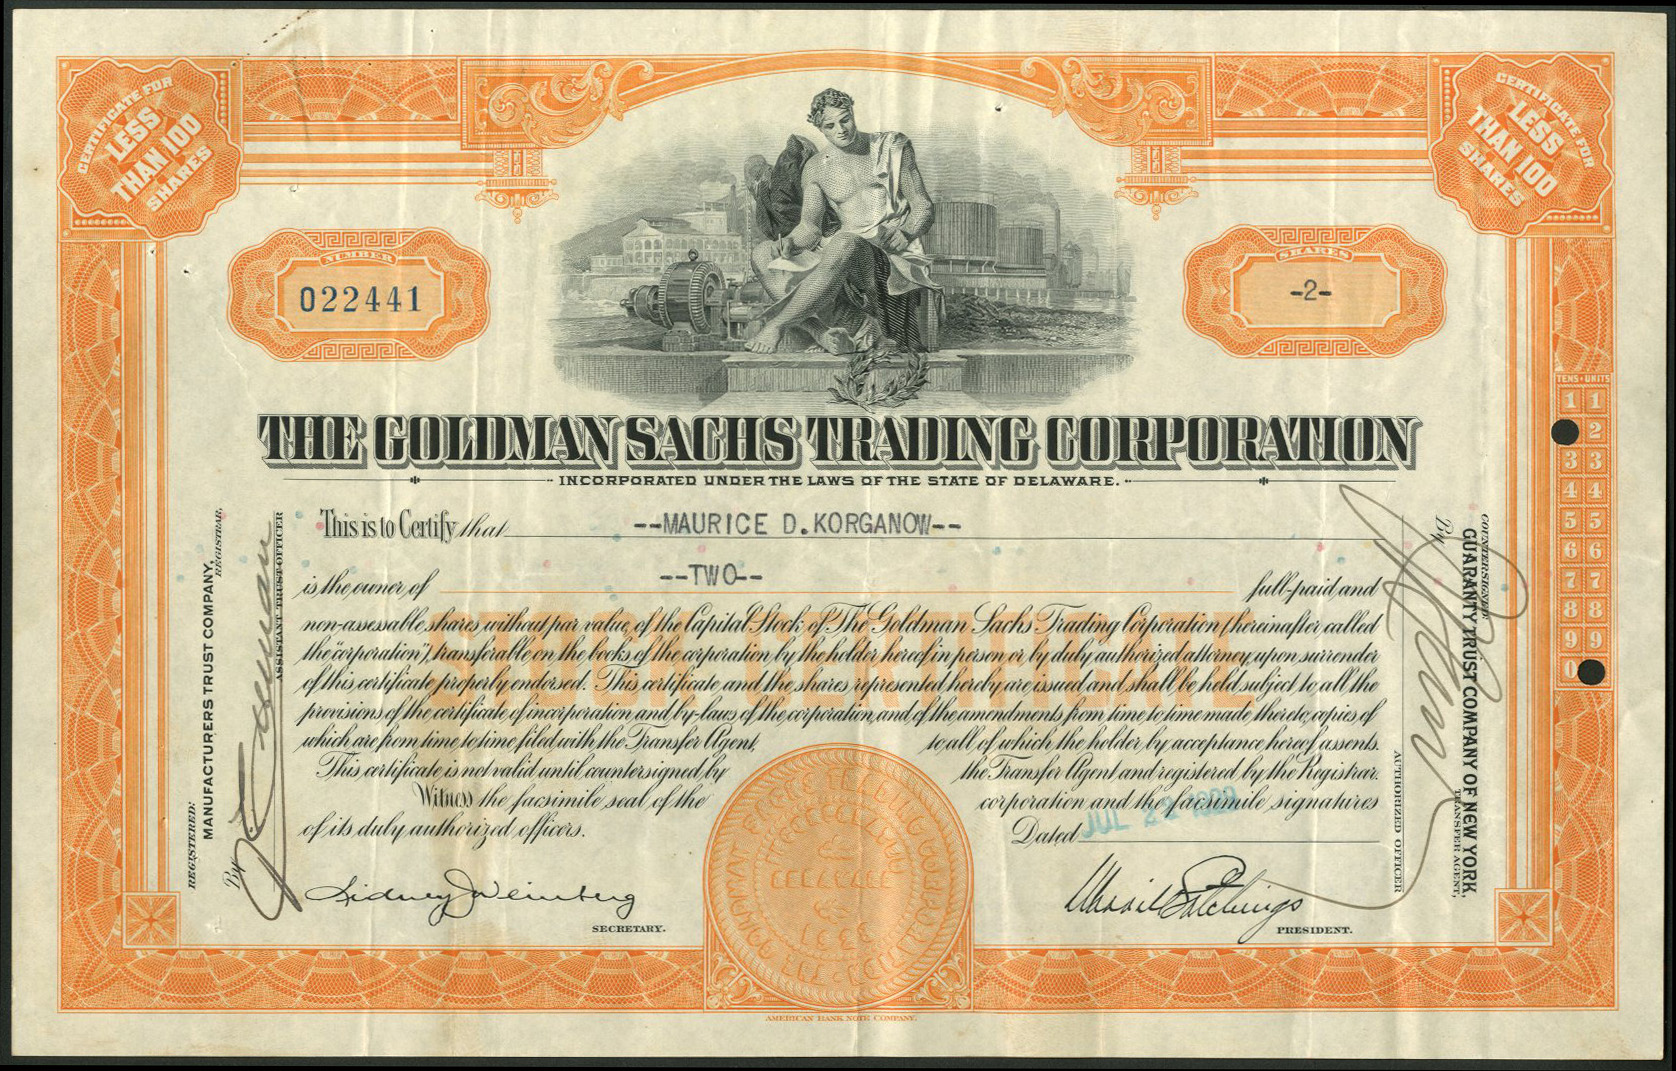 CERTIFICATE FOR
LESS
THAN 100
SHARES
CERTIFICATE FOR
LESS
THAN 100
SHARES
NUMBER
022441
SHARES
-2-
THE GOLDMAN SACHS TRADING CORPORATION
INCORPORATED UNDER THE LAWS OF THE STATE OF DELAWARE.
This is to Certify that --MAURICE D. KORGANOW--
is the owner of --TWO-- full-paid and
non-assessable shares without par value, of the Capital Stock of The Goldman Sachs Trading Corporation (hereinafter called
the "corporation"), transferable on the books of the corporation by the holder hereof in person or by duly authorized attorney upon surrender
of this certificate properly endorsed. This certificate and the shares represented hereby are issued and shall be held subject to all the
provisions of the certificate of incorporation and by-laws of the corporation, and of the amendments from time to time made thereto, copies of
which are from time to time filed with the Transfer Agent, to all of which the holder by acceptance hereof assents.
This certificate is not valid until countersigned by the Transfer Agent and registered by the Registrar.
Witness the facsimile seal of the corporation and the facsimile signatures
of its duly authorized officers. Dated JUL 22 1929
Sidney J. Weinberg
SECRETARY.
Waddill Catchings
PRESIDENT.
REGISTERED:
MANUFACTURERS TRUST COMPANY,
REGISTRAR,
By
ASSISTANT TRUST OFFICER
COUNTERSIGNED:
GUARANTY TRUST COMPANY OF NEW YORK,
TRANSFER AGENT,
By
AUTHORIZED OFFICER
TENS · UNITS
1 1
2
3 3
4 4
5 5
6 6
7 7
8 8
9 9
0
DELAWARE
AMERICAN BANK NOTE COMPANY.